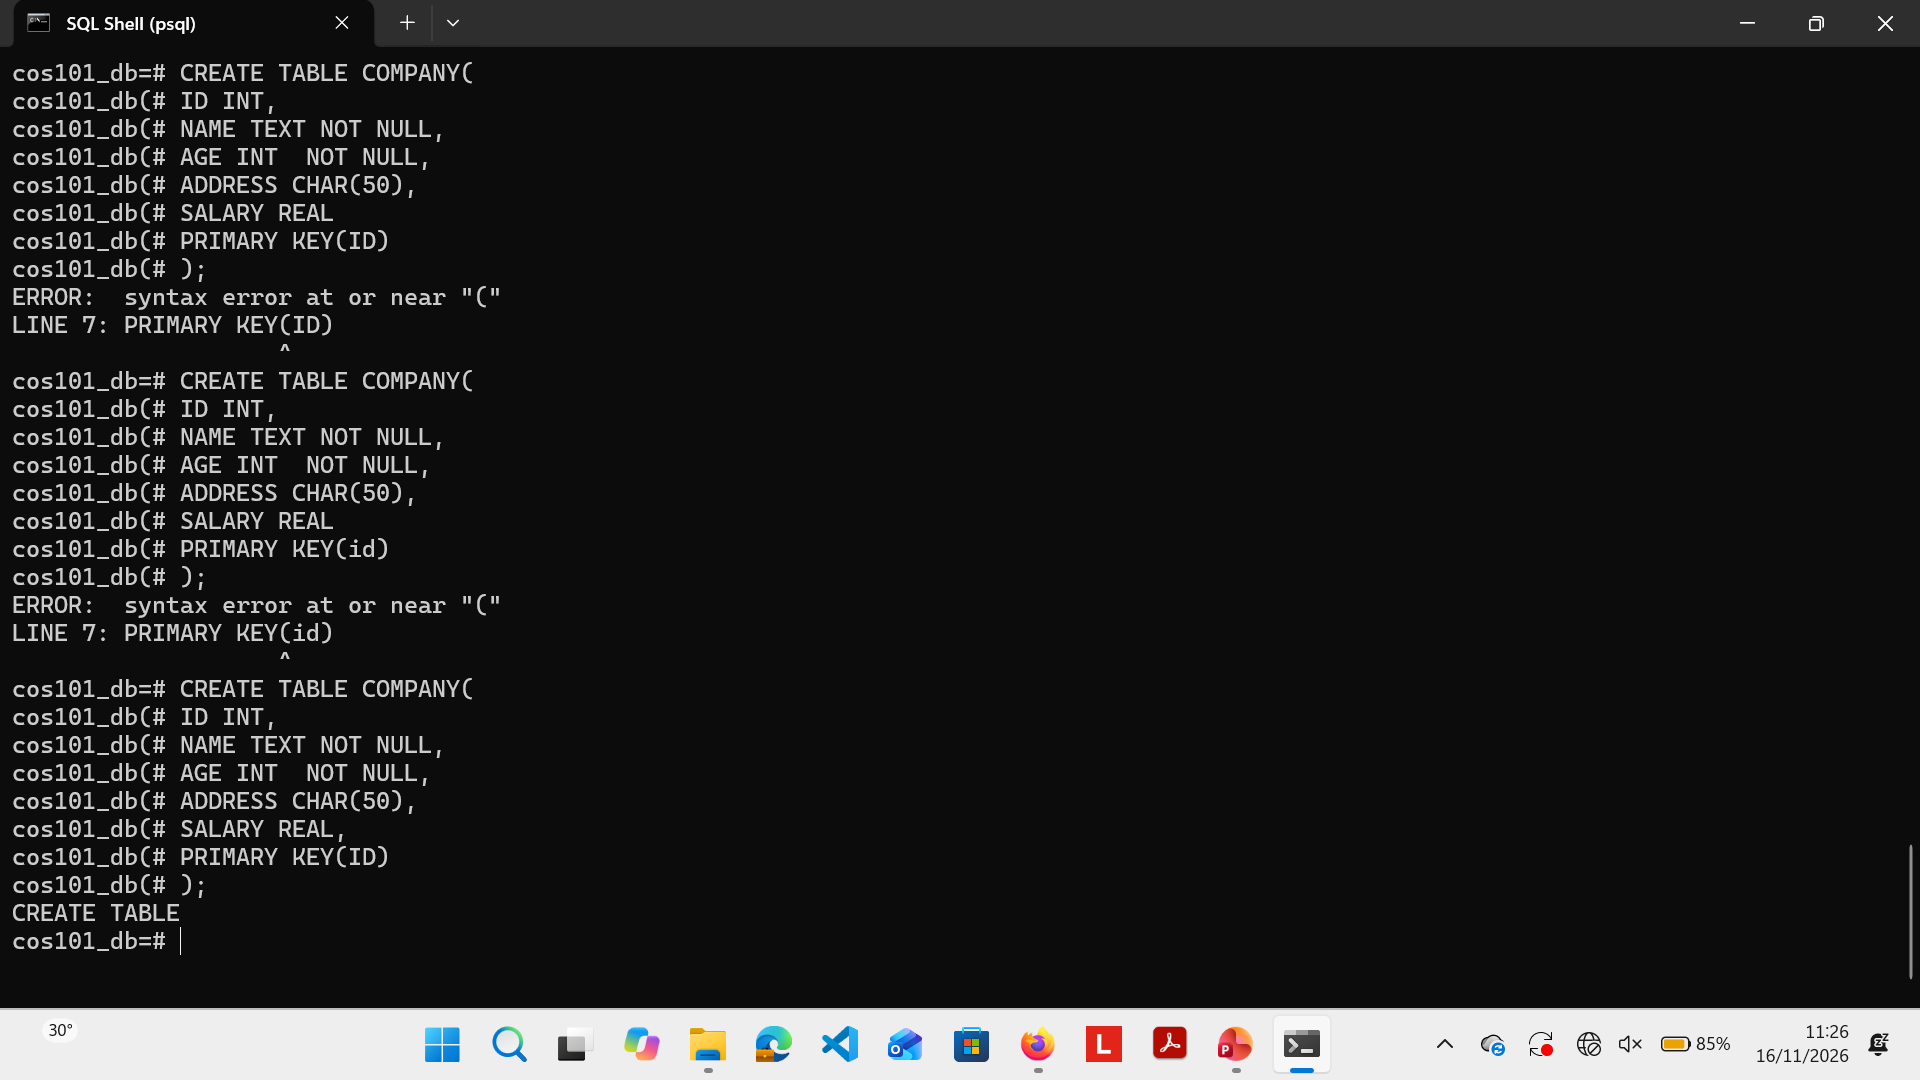 SQL Shell (psql)
cos101_db=# CREATE TABLE COMPANY(
cos101_db(# ID INT,
cos101_db(# NAME TEXT NOT NULL,
cos101_db(# AGE INT  NOT NULL,
cos101_db(# ADDRESS CHAR(50),
cos101_db(# SALARY REAL
cos101_db(# PRIMARY KEY(ID)
cos101_db(# );
ERROR:  syntax error at or near "("
LINE 7: PRIMARY KEY(ID)
                   ^
cos101_db=# CREATE TABLE COMPANY(
cos101_db(# ID INT,
cos101_db(# NAME TEXT NOT NULL,
cos101_db(# AGE INT  NOT NULL,
cos101_db(# ADDRESS CHAR(50),
cos101_db(# SALARY REAL
cos101_db(# PRIMARY KEY(id)
cos101_db(# );
ERROR:  syntax error at or near "("
LINE 7: PRIMARY KEY(id)
                   ^
cos101_db=# CREATE TABLE COMPANY(
cos101_db(# ID INT,
cos101_db(# NAME TEXT NOT NULL,
cos101_db(# AGE INT  NOT NULL,
cos101_db(# ADDRESS CHAR(50),
cos101_db(# SALARY REAL,
cos101_db(# PRIMARY KEY(ID)
cos101_db(# );
CREATE TABLE
cos101_db=#
30°
85%
11:26
16/11/2026